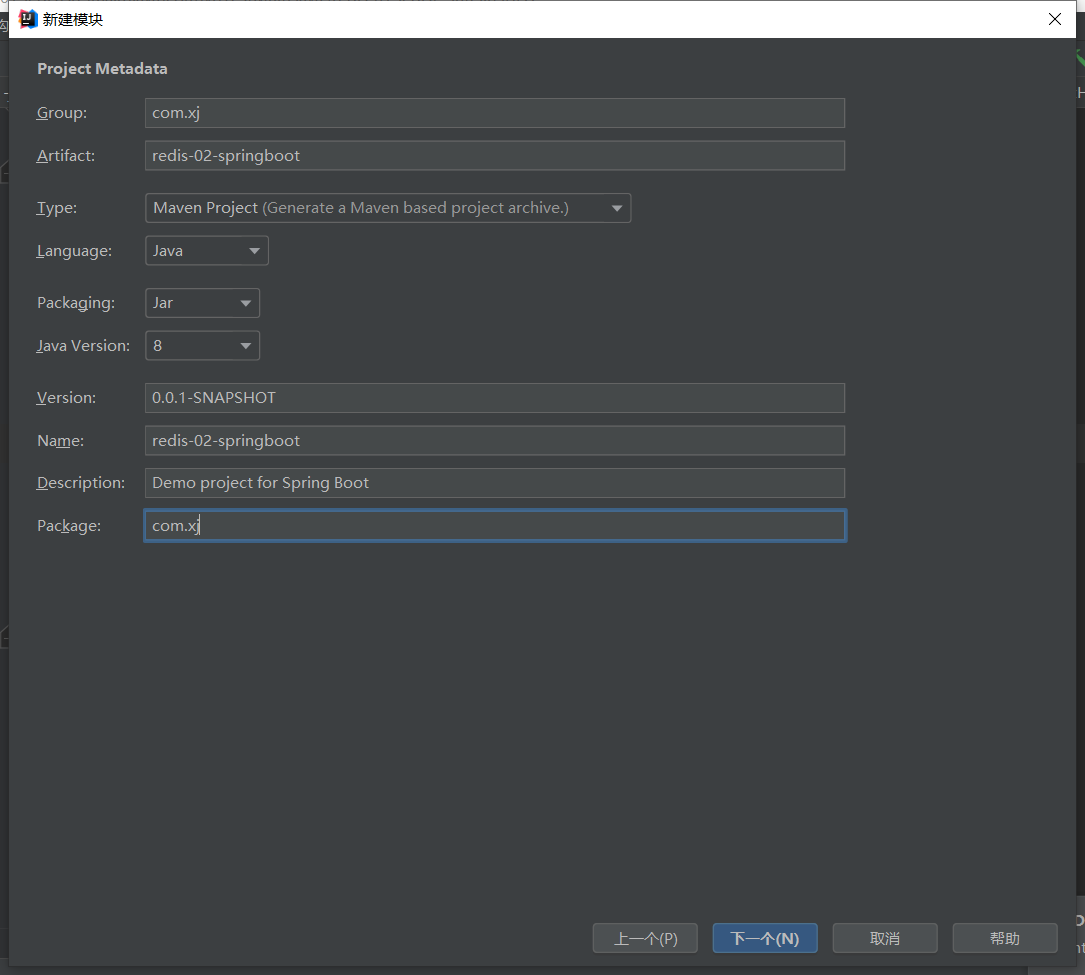 新建模块
Project Metadata
Group: com.xj
Artifact: redis-02-springboot
Type: Maven Project (Generate a Maven based project archive.)
Language: Java
Packaging: Jar
Java Version: 8
Version: 0.0.1-SNAPSHOT
Name: redis-02-springboot
Description: Demo project for Spring Boot
Package: com.xj
上一个(P) 下一个(N) 取消 帮助